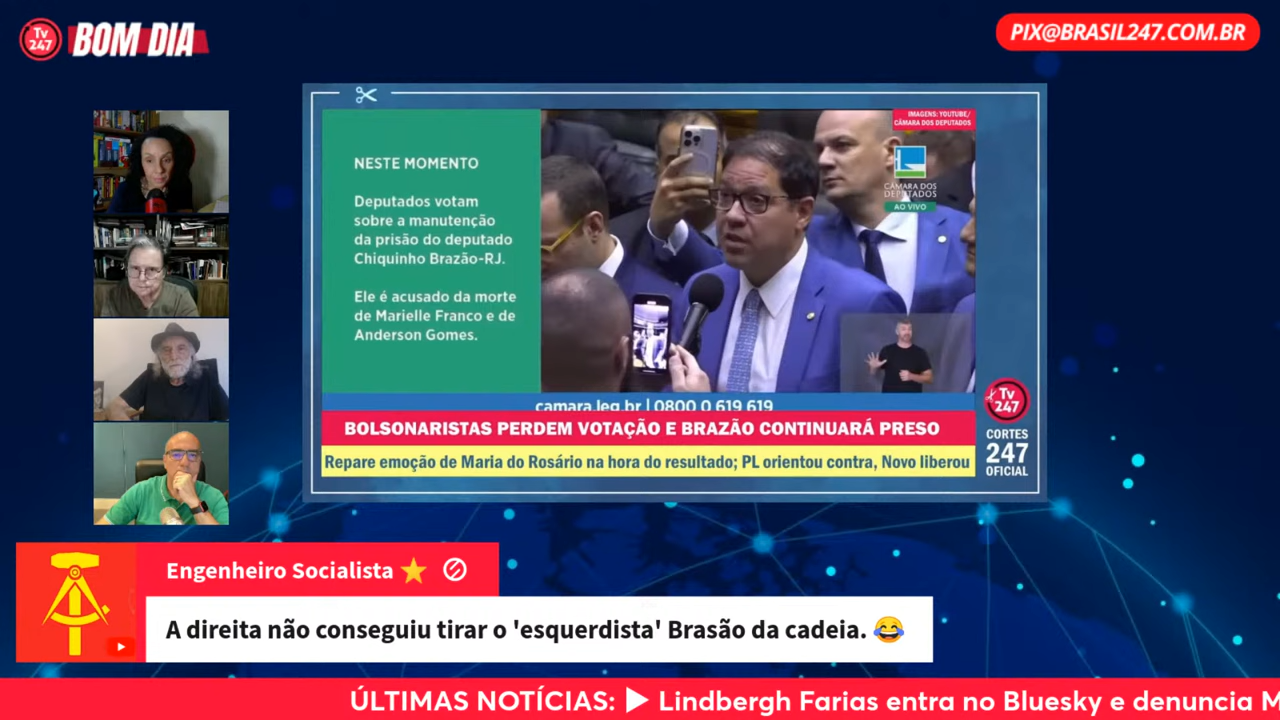 Tv
247
BOM DIA
PIX@BRASIL247.COM.BR
NESTE MOMENTO
Deputados votam
sobre a manutenção
da prisão do deputado
Chiquinho Brazão-RJ.
Ele é acusado da morte
de Marielle Franco e de
Anderson Gomes.
IMAGENS: YOUTUBE/
CÂMARA DOS DEPUTADOS
CÂMARA DOS
DEPUTADOS
AO VIVO
camara.leg.br | 0800 0 619 619
BOLSONARISTAS PERDEM VOTAÇÃO E BRAZÃO CONTINUARÁ PRESO
Repare emoção de Maria do Rosário na hora do resultado; PL orientou contra, Novo liberou
Tv
247
CORTES
247
OFICIAL
Engenheiro Socialista
A direita não conseguiu tirar o 'esquerdista' Brasão da cadeia. 😂
ÚLTIMAS NOTÍCIAS: ▶ Lindbergh Farias entra no Bluesky e denuncia M